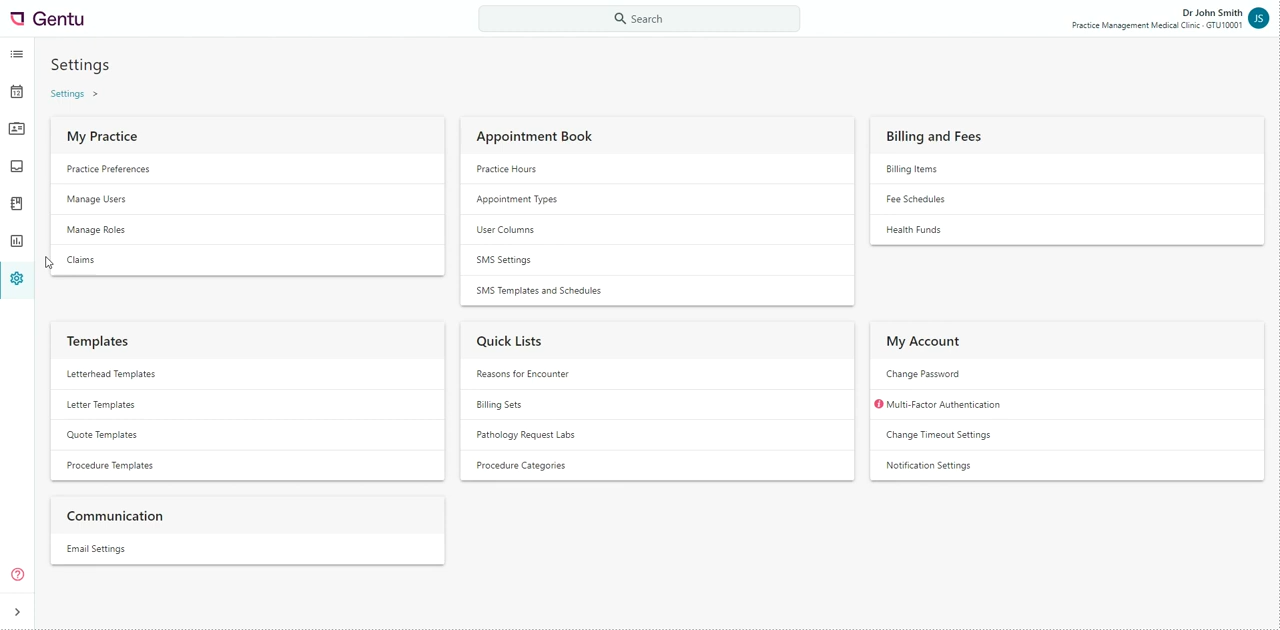 Gentu
Search
Dr John Smith
Practice Management Medical Clinic - GTU10001
JS
12
Settings
Settings >
My Practice
Practice Preferences
Manage Users
Manage Roles
Claims
Appointment Book
Practice Hours
Appointment Types
User Columns
SMS Settings
SMS Templates and Schedules
Billing and Fees
Billing Items
Fee Schedules
Health Funds
Templates
Letterhead Templates
Letter Templates
Quote Templates
Procedure Templates
Quick Lists
Reasons for Encounter
Billing Sets
Pathology Request Labs
Procedure Categories
My Account
Change Password
Multi-Factor Authentication
Change Timeout Settings
Notification Settings
Communication
Email Settings